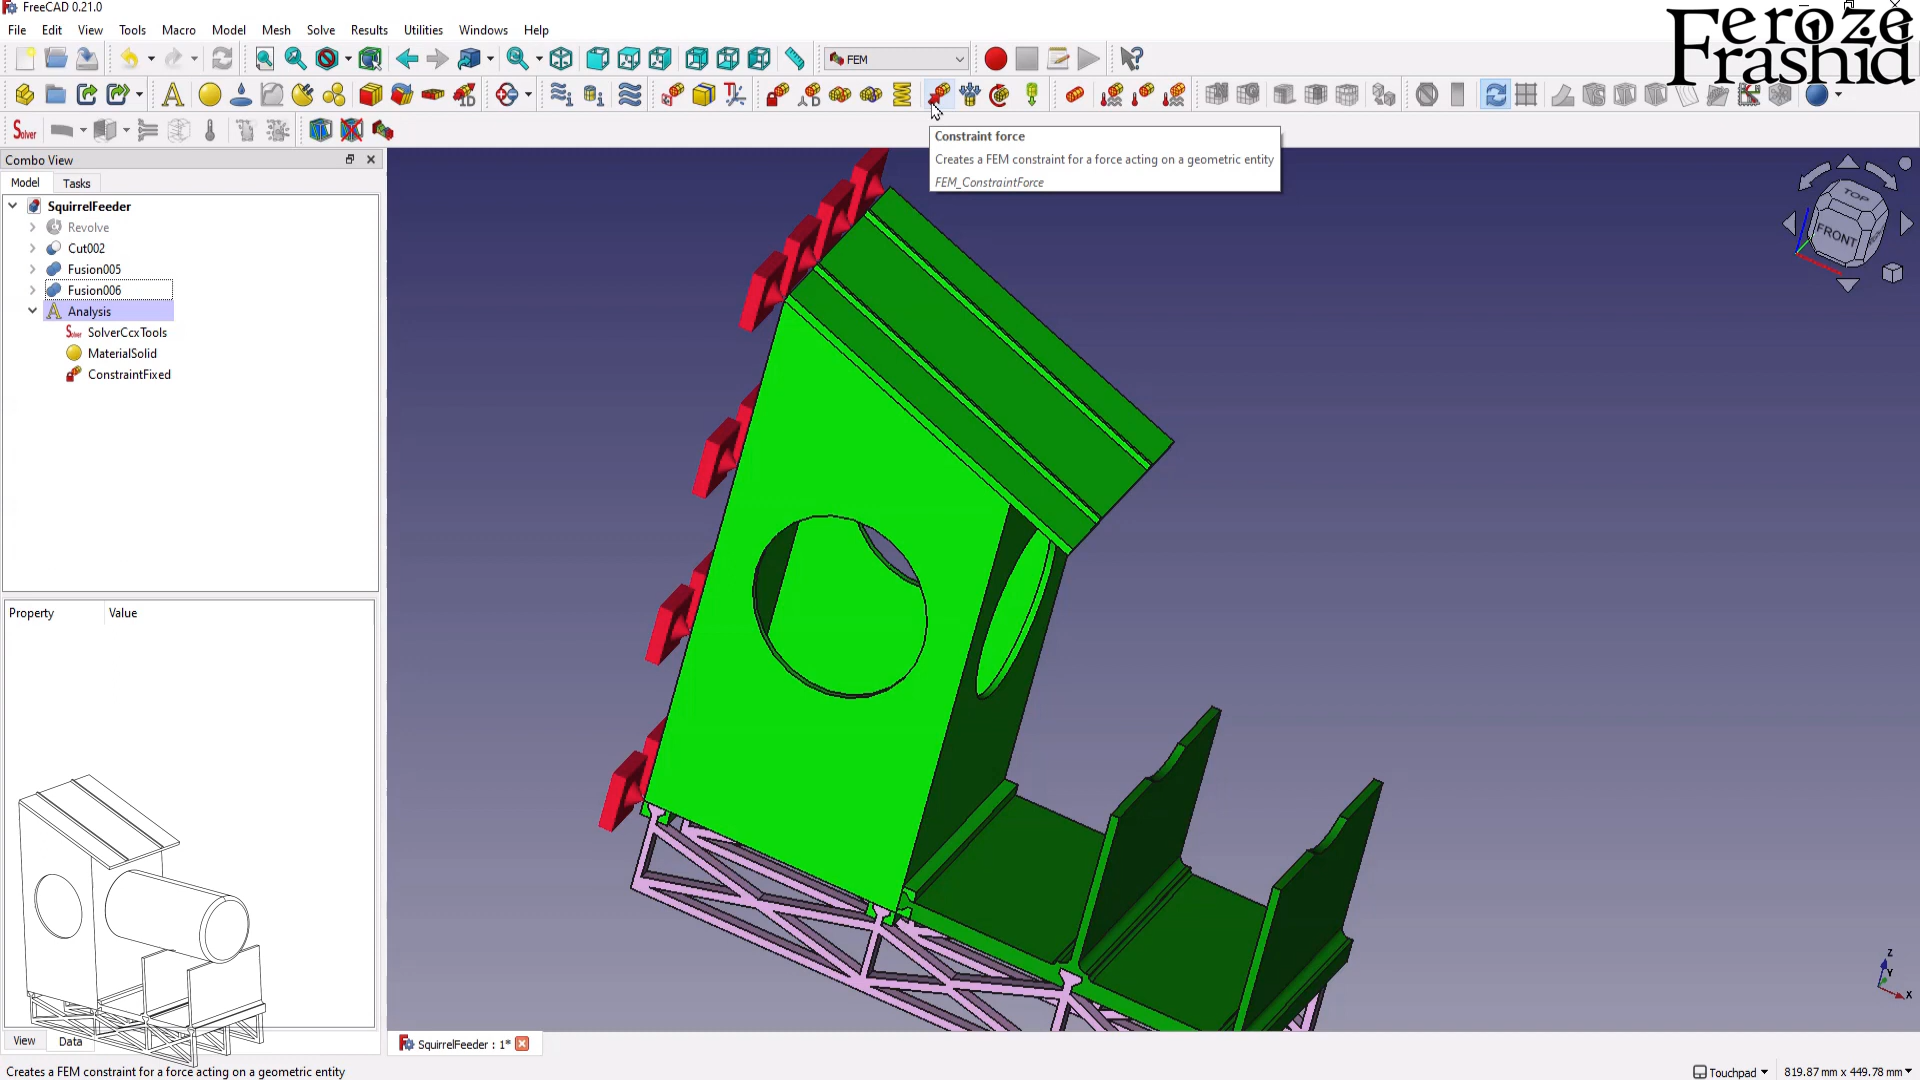 FreeCAD 0.21.0
File Edit View Tools Macro Model Mesh Solve Results Utilities Windows Help
Feroze
Frashid
FEM
Solver
Combo View
Constraint force
Creates a FEM constraint for a force acting on a geometric entity
FEM_ConstraintForce
Model Tasks
SquirrelFeeder
Revolve
Cut002
Fusion005
Fusion006
Analysis
SolverCcxTools
MaterialSolid
ConstraintFixed
TOP
FRONT
Property Value
Z
Y
X
View Data
SquirrelFeeder : 1*
Creates a FEM constraint for a force acting on a geometric entity
Touchpad
819.87 mm x 449.78 mm